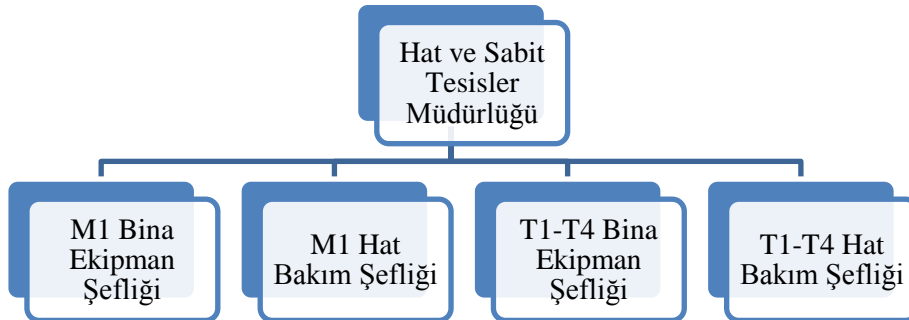 Hat ve Sabit
Tesisler
Müdürlüğü
M1 Bina
Ekipman
Şefliği
M1 Hat
Bakım Şefliği
T1-T4 Bina
Ekipman
Şefliği
T1-T4 Hat
Bakım Şefliği